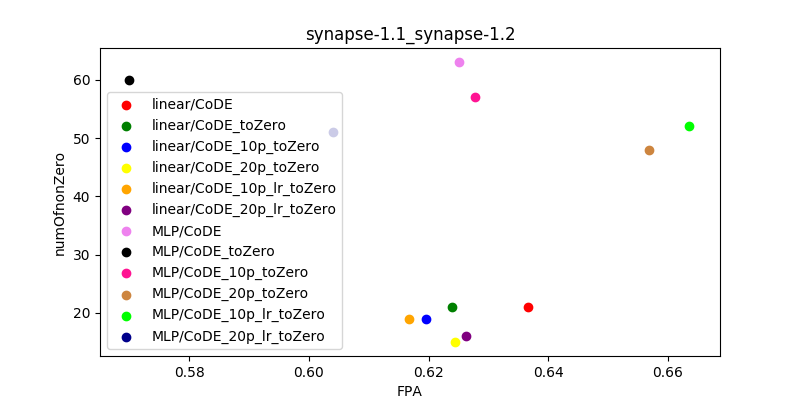 synapse-1.1_synapse-1.2
numOfnonZero
60
50
40
30
20
linear/CoDE
linear/CoDE_toZero
linear/CoDE_10p_toZero
linear/CoDE_20p_toZero
linear/CoDE_10p_lr_toZero
linear/CoDE_20p_lr_toZero
MLP/CoDE
MLP/CoDE_toZero
MLP/CoDE_10p_toZero
MLP/CoDE_20p_toZero
MLP/CoDE_10p_lr_toZero
MLP/CoDE_20p_lr_toZero
0.58 0.60 0.62 0.64 0.66
FPA